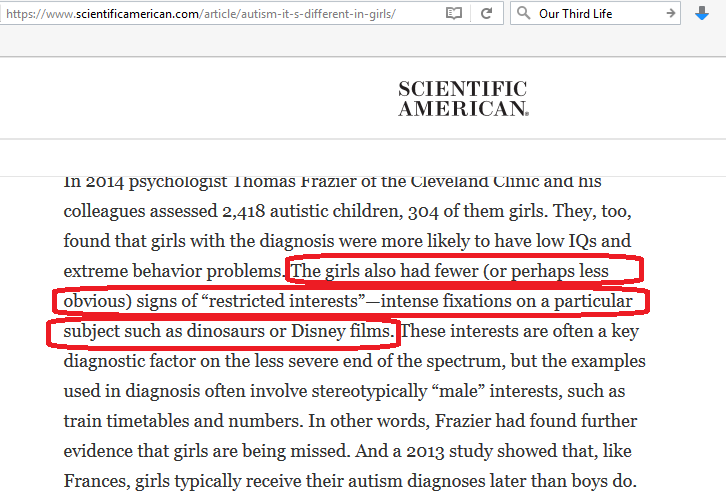 https://www.scientificamerican.com/article/autism-it-s-different-in-girls/
Our Third Life
SCIENTIFIC
AMERICAN®
In 2014 psychologist Thomas Frazier of the Cleveland Clinic and his
colleagues assessed 2,418 autistic children, 304 of them girls. They, too,
found that girls with the diagnosis were more likely to have low IQs and
extreme behavior problems. The girls also had fewer (or perhaps less
obvious) signs of “restricted interests”—intense fixations on a particular
subject such as dinosaurs or Disney films. These interests are often a key
diagnostic factor on the less severe end of the spectrum, but the examples
used in diagnosis often involve stereotypically “male” interests, such as
train timetables and numbers. In other words, Frazier had found further
evidence that girls are being missed. And a 2013 study showed that, like
Frances, girls typically receive their autism diagnoses later than boys do.